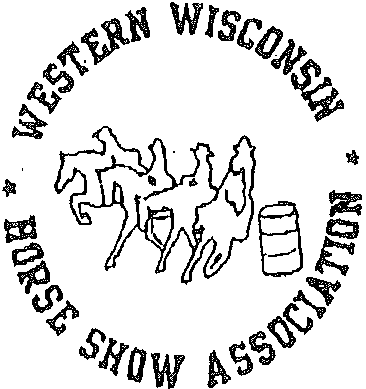 WESTERN WISCONSIN
HORSE SHOW ASSOCIATION